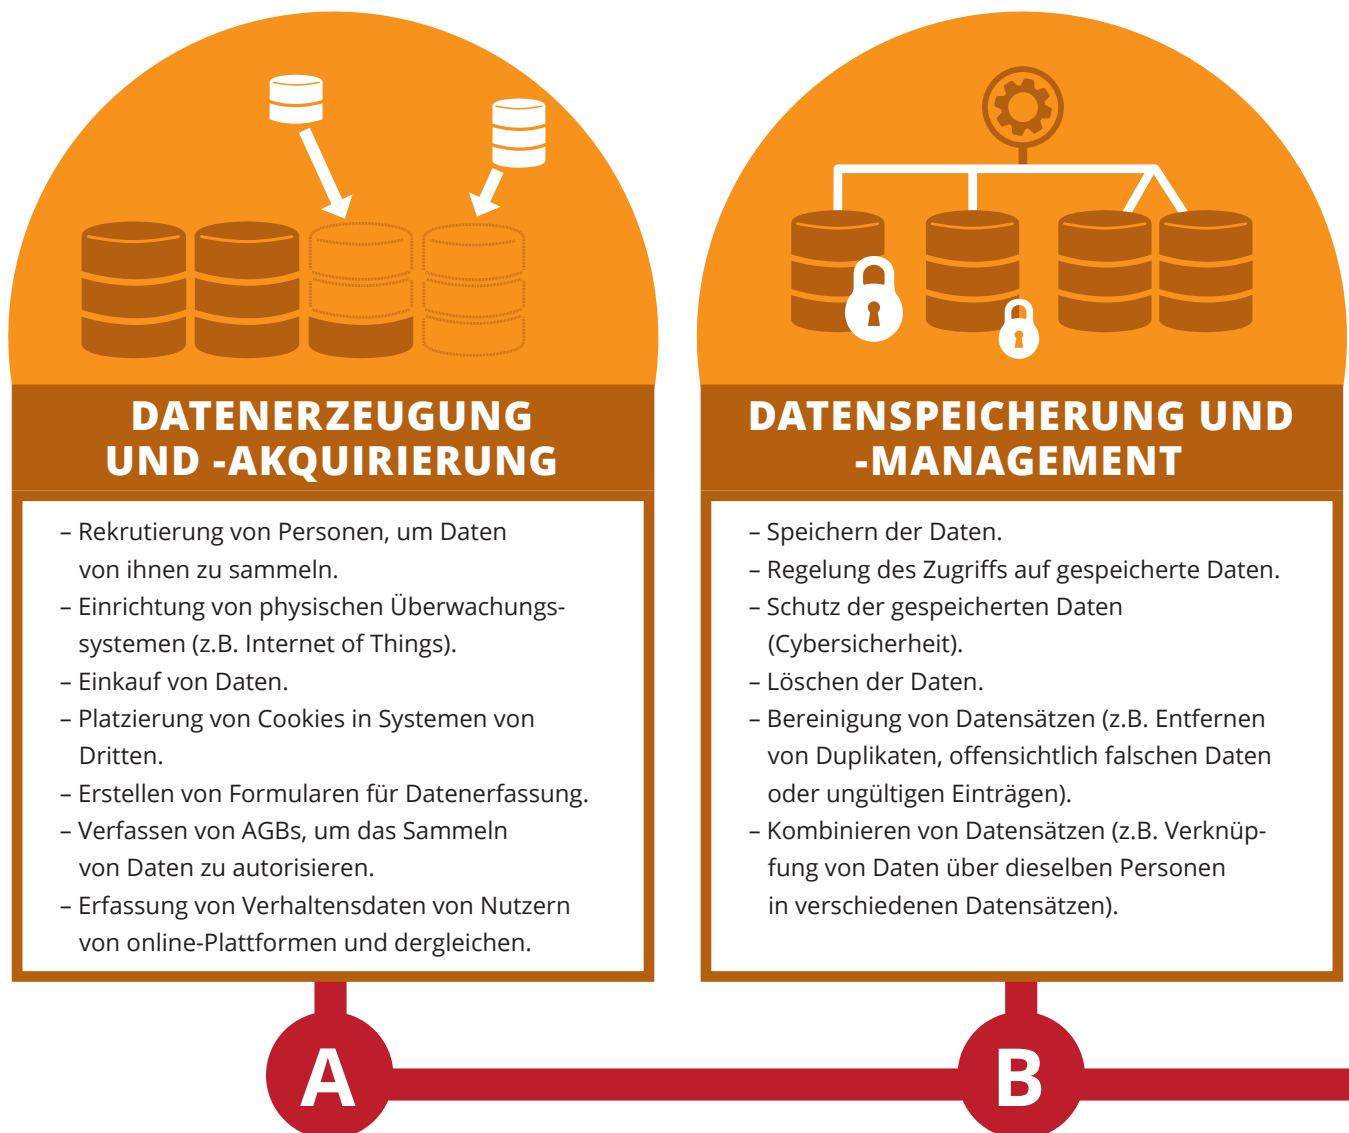 DATENERZEUGUNG
UND -AKQUIRIERUNG
– Rekrutierung von Personen, um Daten
von ihnen zu sammeln.
– Einrichtung von physischen Überwachungs-
systemen (z.B. Internet of Things).
– Einkauf von Daten.
– Platzierung von Cookies in Systemen von
Dritten.
– Erstellen von Formularen für Datenerfassung.
– Verfassen von AGBs, um das Sammeln
von Daten zu autorisieren.
– Erfassung von Verhaltensdaten von Nutzern
von online-Plattformen und dergleichen.
A
DATENSPEICHERUNG UND
-MANAGEMENT
– Speichern der Daten.
– Regelung des Zugriffs auf gespeicherte Daten.
– Schutz der gespeicherten Daten
(Cybersicherheit).
– Löschen der Daten.
– Bereinigung von Datensätzen (z.B. Entfernen
von Duplikaten, offensichtlich falschen Daten
oder ungültigen Einträgen).
– Kombinieren von Datensätzen (z.B. Verknüp-
fung von Daten über dieselben Personen
in verschiedenen Datensätzen).
B